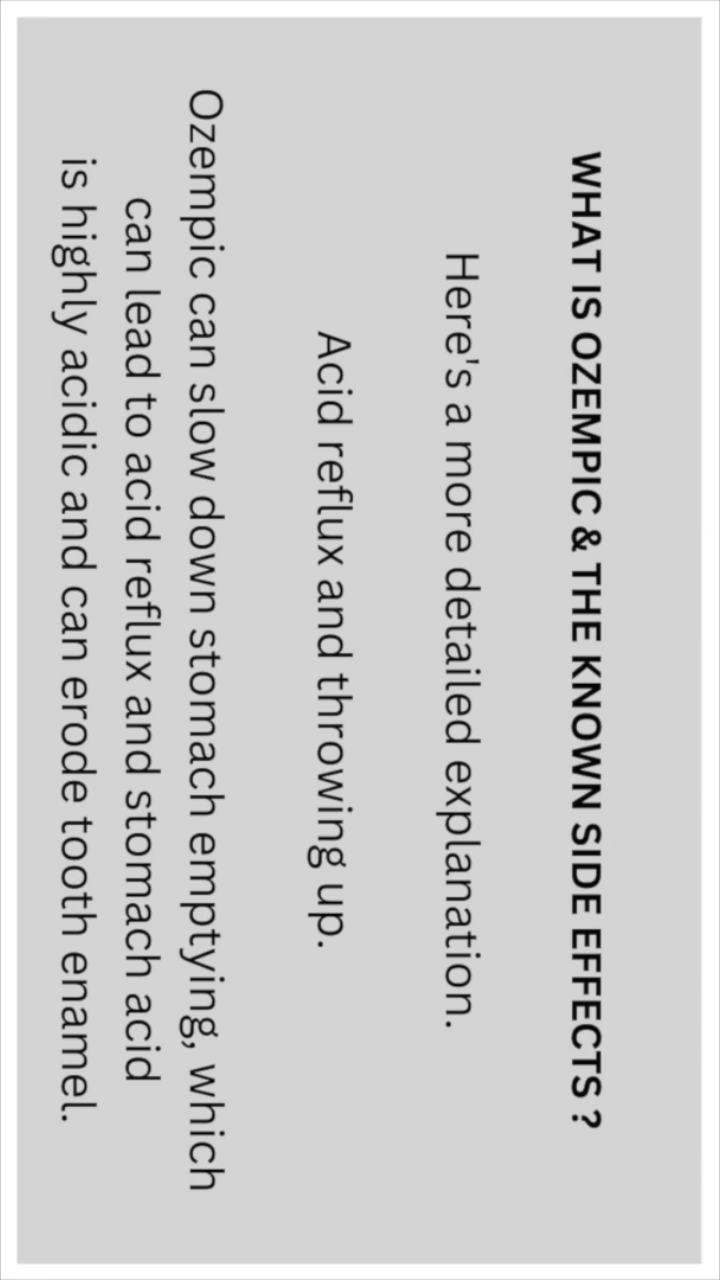 WHAT IS OZEMPIC & THE KNOWN SIDE EFFECTS ?
Here's a more detailed explanation.
Acid reflux and throwing up.
Ozempic can slow down stomach emptying, which
can lead to acid reflux and stomach acid
is highly acidic and can erode tooth enamel.